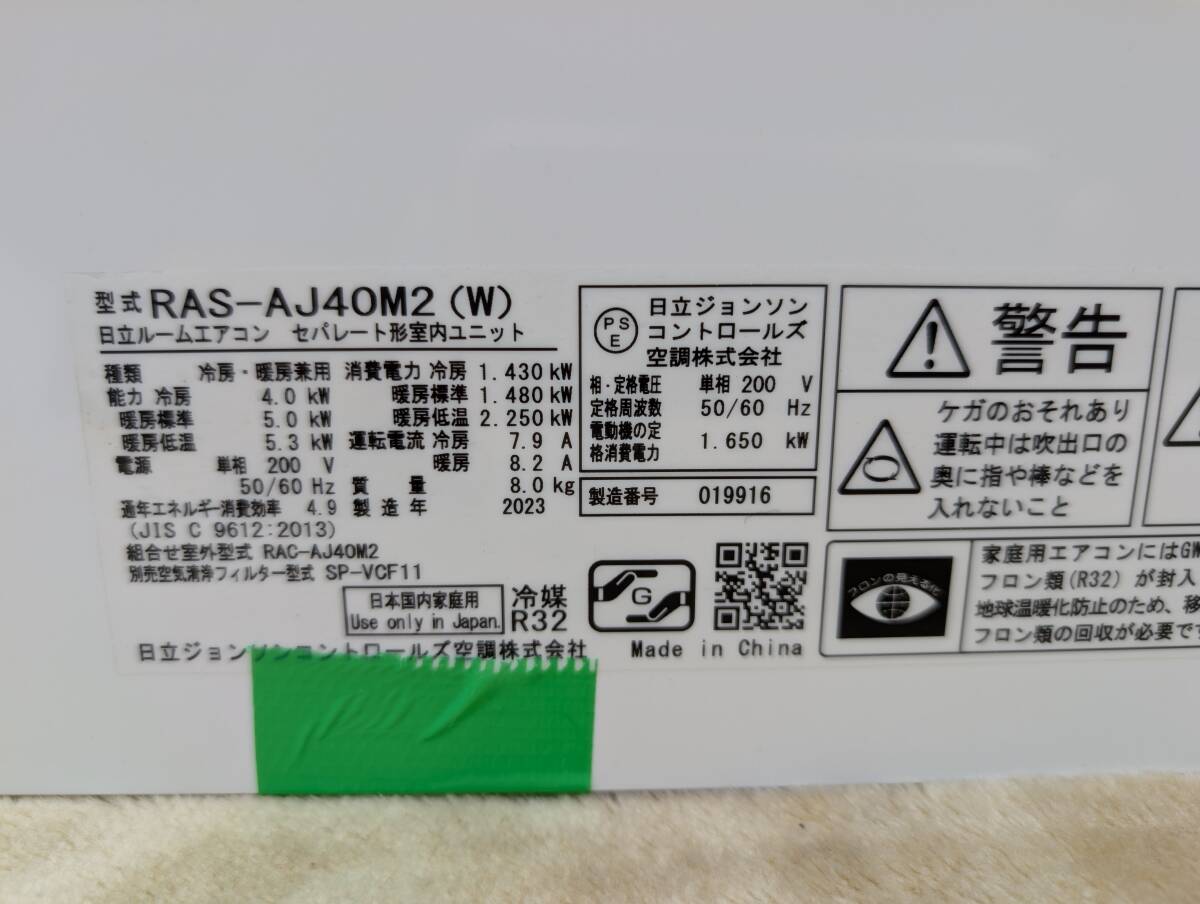 型式 RAS-AJ40M2 (W)
日立ルームエアコン セパレート形室内ユニット
種類 冷房・暖房兼用
能力 冷房 4.0 kW
暖房標準 5.0 kW
暖房低温 5.3 kW
電源 単相 200 V
50/60 Hz
通年エネルギー消費効率 4.9
(JIS C 9612:2013)
消費電力 冷房 1.430 kW
暖房標準 1.480 kW
暖房低温 2.250 kW
運転電流 冷房 7.9 A
暖房 8.2 A
質量 8.0 kg
製造年 2023
組合せ室外型式 RAC-AJ40M2
別売空気清浄フィルター型式 SP-VCF11
日本国内家庭用
Use only in Japan.
冷媒
R32
日立ジョンソンコントロールズ空調株式会社
PS
E
日立ジョンソン
コントロールズ
空調株式会社
相・定格電圧 単相 200 V
定格周波数 50/60 Hz
電動機の定
格消費電力 1.650 kW
製造番号 019916
G
Made in China
警告
ケガのおそれあり
運転中は吹出口の
奥に指や棒などを
入れないこと
フロンの見える化
家庭用エアコンにはGW
フロン類(R32) が封入
地球温暖化防止のため、移
フロン類の回収が必要です